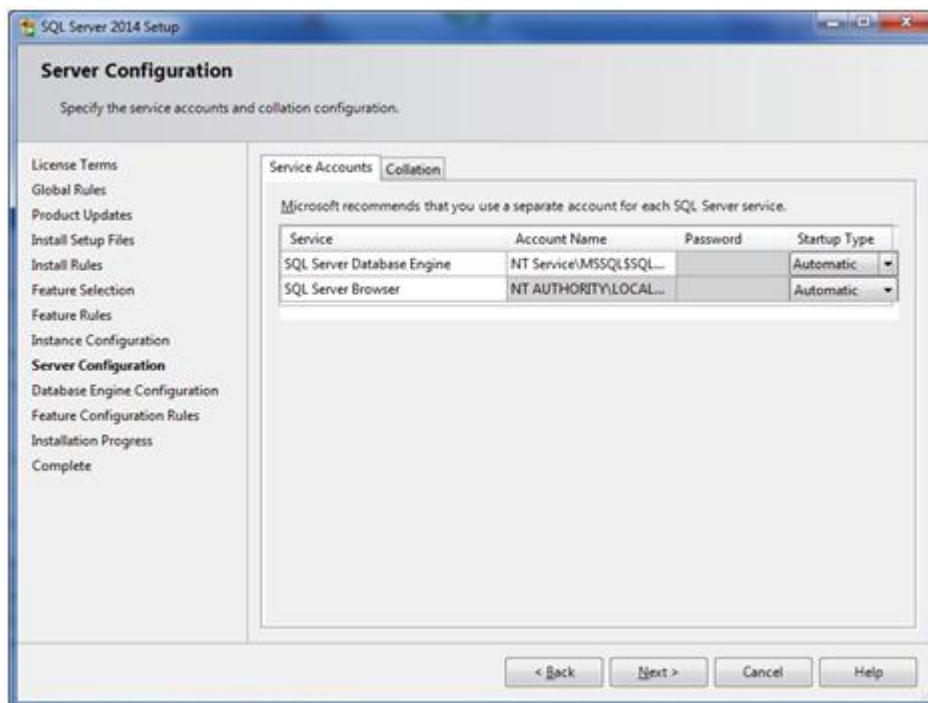 SQL Server 2014 Setup
Server Configuration
Specify the service accounts and collation configuration.
License Terms
Global Rules
Product Updates
Install Setup Files
Install Rules
Feature Selection
Feature Rules
Instance Configuration
Server Configuration
Database Engine Configuration
Feature Configuration Rules
Installation Progress
Complete
Service Accounts Collation
Microsoft recommends that you use a separate account for each SQL Server service.
Service Account Name Password Startup Type
SQL Server Database Engine NT Service\MSSQL$SQL... Automatic
SQL Server Browser NT AUTHORITY\LOCAL... Automatic
< Back Next > Cancel Help